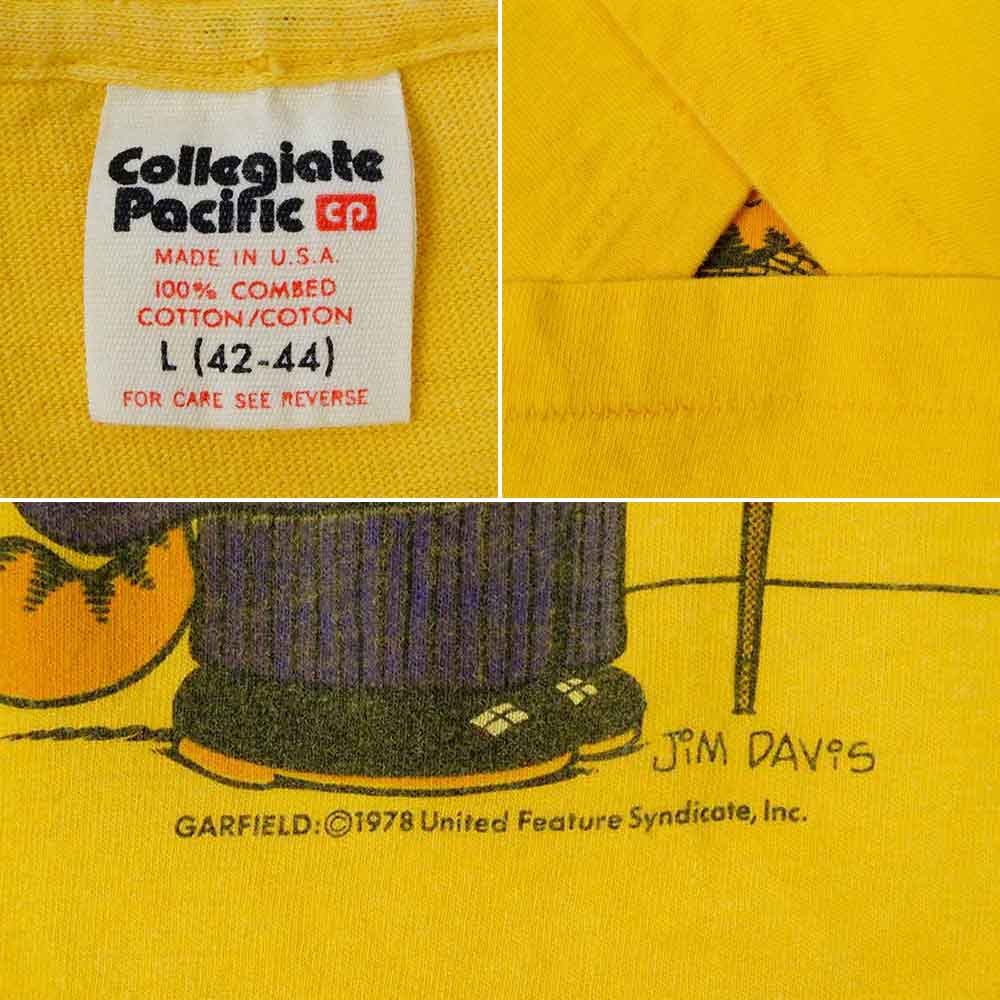 Collegiate
Pacific CP
MADE IN U.S.A.
100% COMBED
COTTON/COTON
L (42-44)
FOR CARE SEE REVERSE
JIM DAVIS
GARFIELD: ©1978 United Feature Syndicate, Inc.